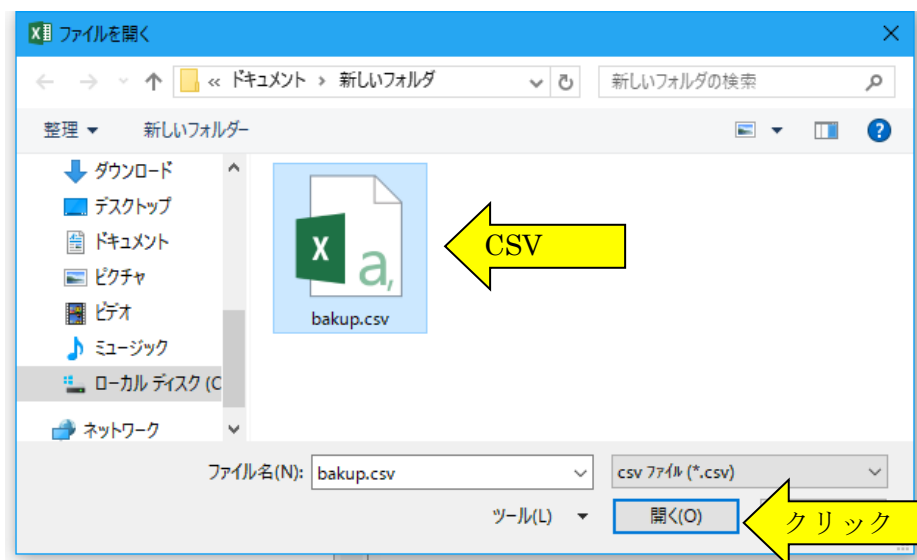 ファイルを開く
« ドキュメント › 新しいフォルダ
新しいフォルダの検索
整理
新しいフォルダー
ダウンロード
デスクトップ
ドキュメント
ピクチャ
ビデオ
ミュージック
ローカル ディスク (C
ネットワーク
bakup.csv
CSV
ファイル名(N):
bakup.csv
csv ファイル (*.csv)
ツール(L)
開く(O)
クリック